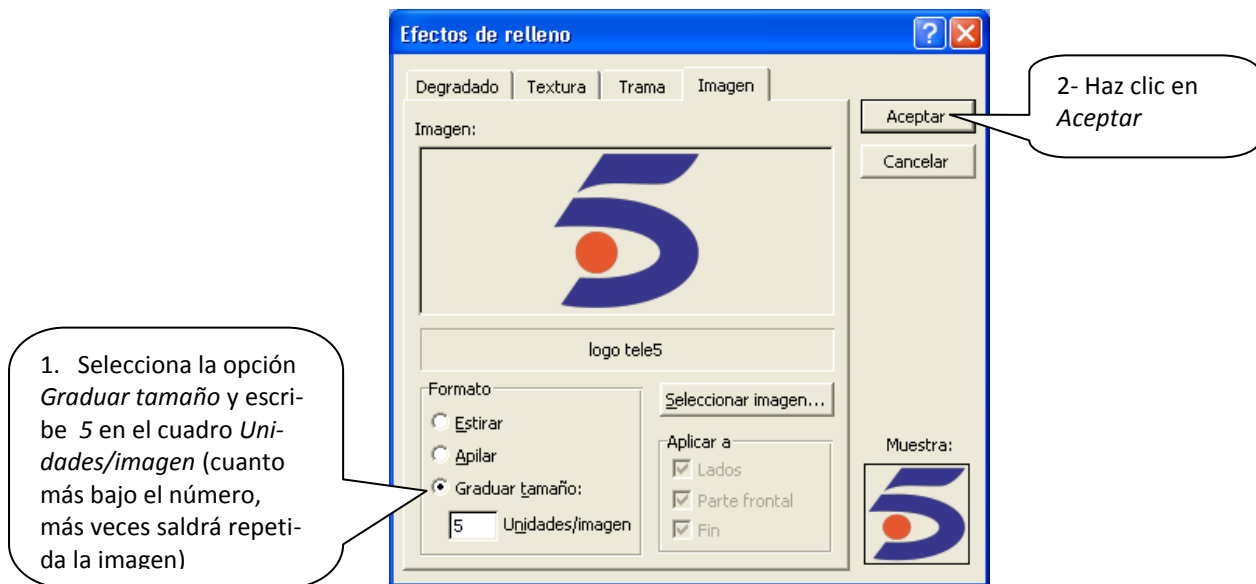 Efectos de relleno
Degradado
Textura
Trama
Imagen
Imagen:
logo tele5
Formato
Estirar
Apilar
Graduar tamaño:
5 Unidades/imagen
Seleccionar imagen...
Aplicar a
Lados
Parte frontal
Fin
Aceptar
Cancelar
Muestra:
2- Haz clic en
Aceptar
1. Selecciona la opción
Graduar tamaño y escri-
be 5 en el cuadro Uni-
dades/imagen (cuanto
más bajo el número,
más veces saldrá repeti-
da la imagen)